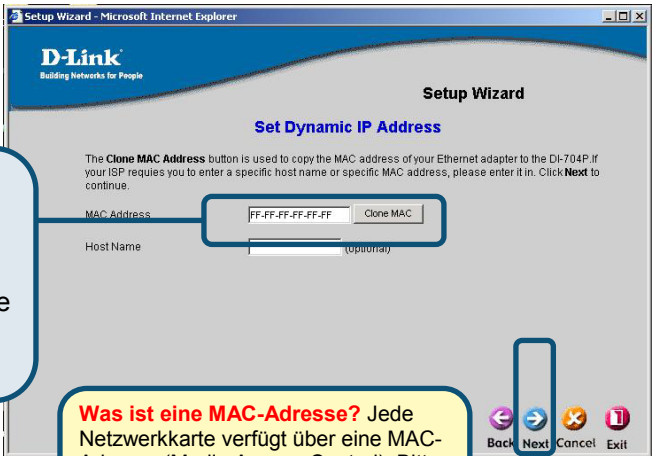 Setup Wizard - Microsoft Internet Explorer
D-Link
Building Networks for People
Setup Wizard
Set Dynamic IP Address
The Clone MAC Address button is used to copy the MAC address of your Ethernet adapter to the DI-704P.If
your ISP requies you to enter a specific host name or specific MAC address, please enter it in. Click Next to
continue.
MAC Address FF-FF-FF-FF-FF-FF Clone MAC
Host Name (optional)
e
Was ist eine MAC-Adresse? Jede
Netzwerkkarte verfügt über eine MAC-
Back Next Cancel Exit